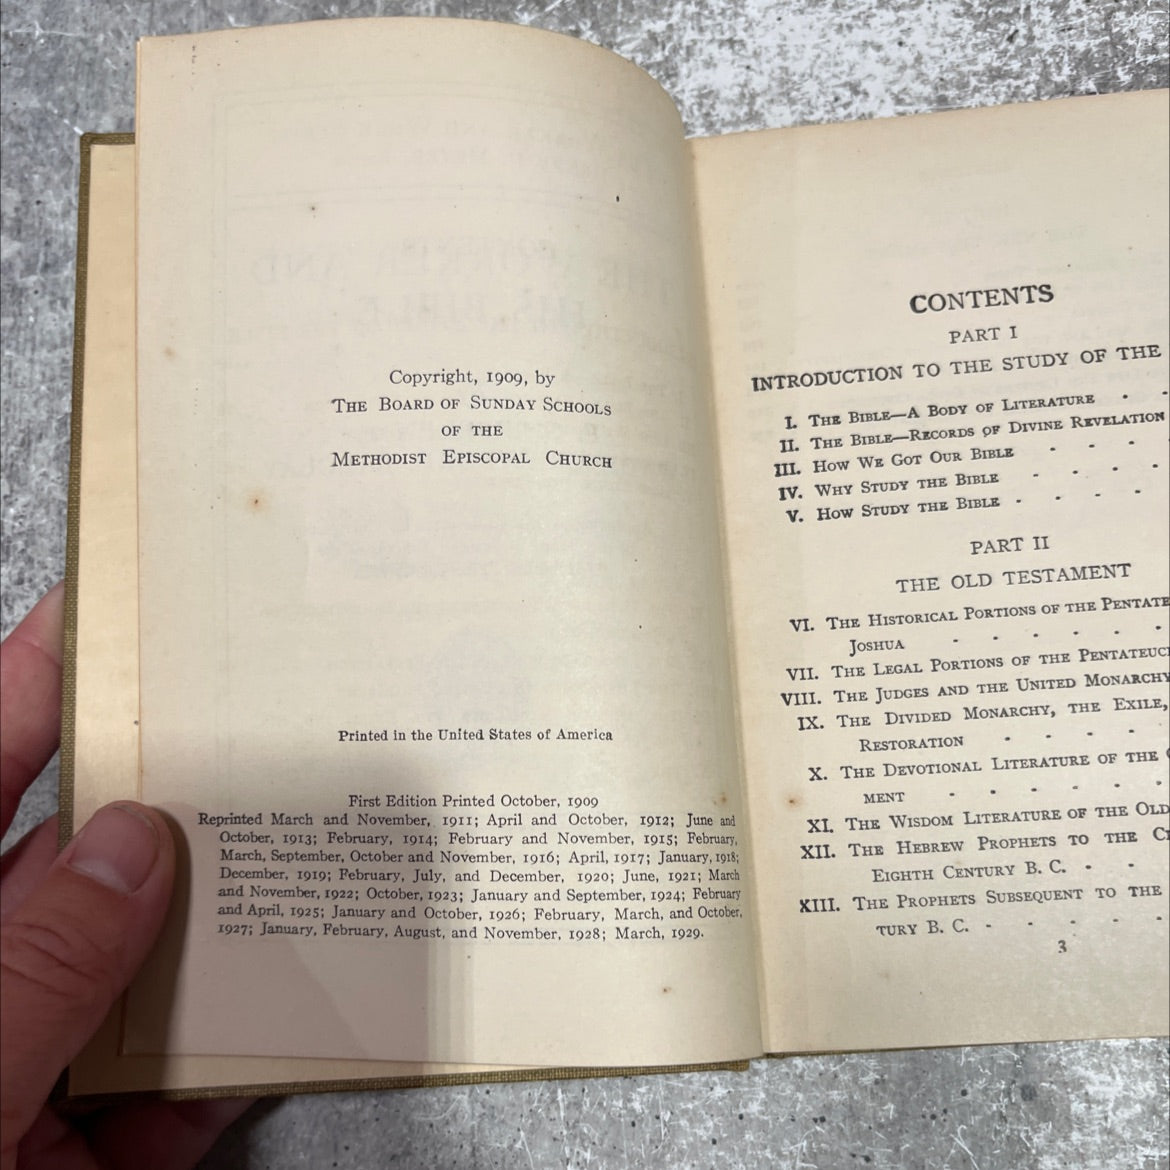 Copyright, 1909, by
THE BOARD OF SUNDAY SCHOOLS
OF THE
METHODIST EPISCOPAL CHURCH
Printed in the United States of America
First Edition Printed October, 1909
Reprinted March and November, 1911; April and October, 1912; June and
October, 1913; February, 1914; February and November, 1915; February,
March, September, October and November, 1916; April, 1917; January, 1918;
December, 1919; February, July, and December, 1920; June, 1921; March
and November, 1922; October, 1923; January and September, 1924; February
and April, 1925; January and October, 1926; February, March, and October,
1927; January, February, August, and November, 1928; March, 1929.
CONTENTS
PART I
INTRODUCTION TO THE STUDY OF THE
I. THE BIBLE—A BODY OF LITERATURE
II. THE BIBLE—RECORDS OF DIVINE REVELATION
III. HOW WE GOT OUR BIBLE
IV. WHY STUDY THE BIBLE
V. HOW STUDY THE BIBLE
PART II
THE OLD TESTAMENT
VI. THE HISTORICAL PORTIONS OF THE PENTATE
JOSHUA
VII. THE LEGAL PORTIONS OF THE PENTATEUC
VIII. THE JUDGES AND THE UNITED MONARCHY
IX. THE DIVIDED MONARCHY, THE EXILE,
RESTORATION
X. THE DEVOTIONAL LITERATURE OF THE
MENT
XI. THE WISDOM LITERATURE OF THE OLD
XII. THE HEBREW PROPHETS TO THE
EIGHTH CENTURY B. C.
XIII. THE PROPHETS SUBSEQUENT TO THE
TURY B. C.
3